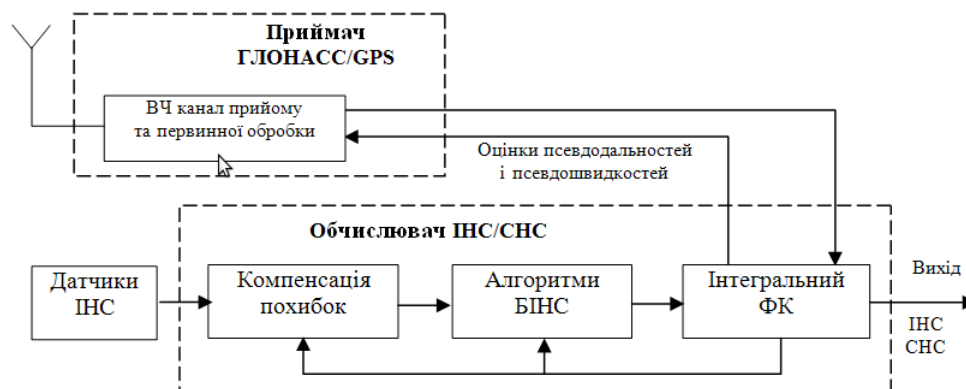 Приймач
ГЛОНАСС/GPS
ВЧ канал прийому
та первинної обробки
Оцінки псевдодальностей
і псевдошвидкостей
Обчислювач ІНС/СНС
Датчики
ІНС
Компенсація
похибок
Алгоритми
БІНС
Інтегральний
ФК
Вихід
ІНС
СНС